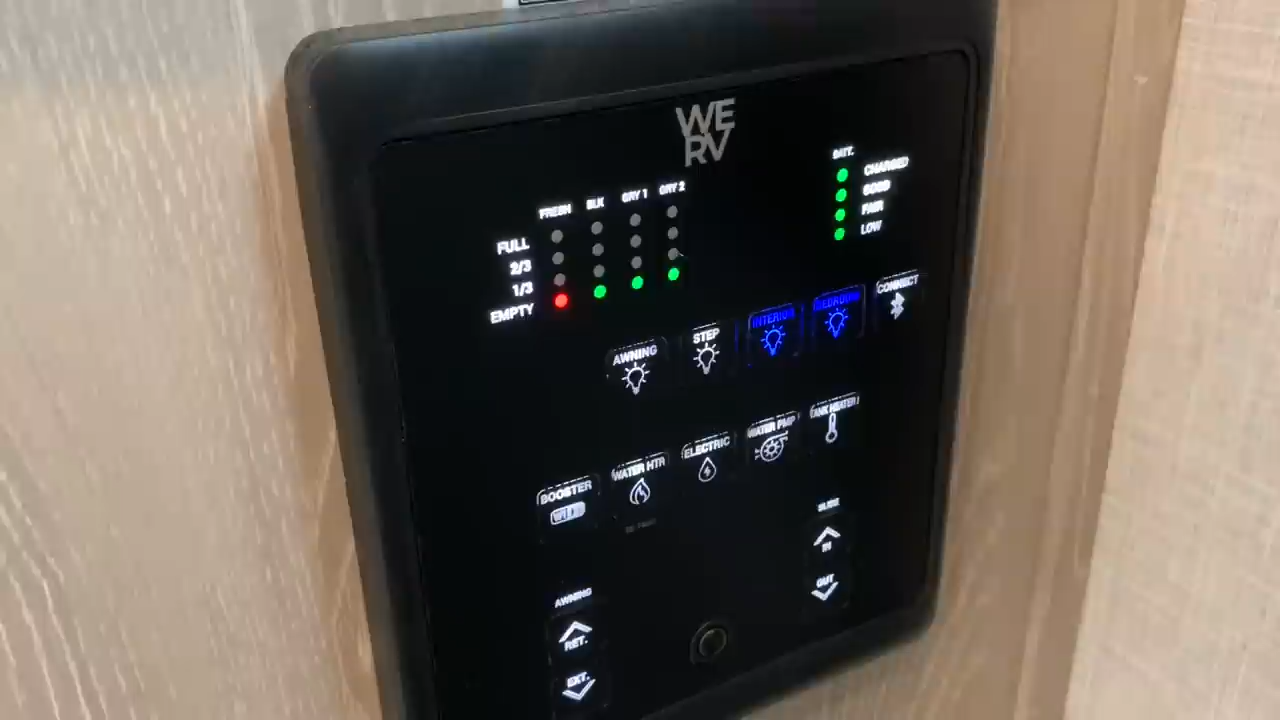 WE
RV
FRESH BLK GRY 1 GRY 2
FULL
2/3
1/3
EMPTY
BATT.
CHARGED
GOOD
FAIR
LOW
AWNING
STEP
INTERIOR
BEDROOM
CONNECT
BOOSTER
WiFi
WATER HTR
ELECTRIC
WATER PMP
TANK HEATER
AWNING
RET.
EXT.
SLIDE
IN
OUT